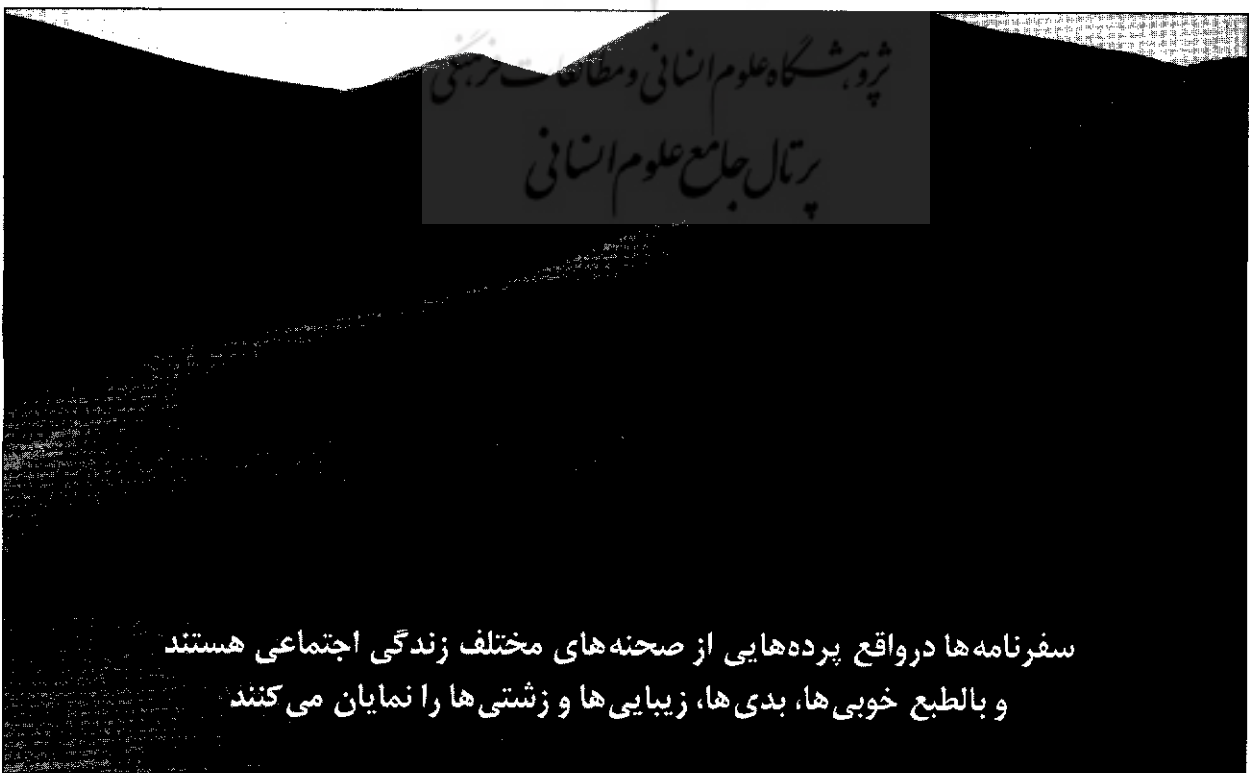 پژوهشگاه علوم انسانی و مطالعات فرهنگی
پرتال جامع علوم انسانی
سفرنامه‌ها درواقع پرده‌هایی از صحنه‌های مختلف زندگی اجتماعی هستند
و بالطبع خوبی‌ها، بدی‌ها، زیبایی‌ها و زشتی‌ها را نمایان می‌کنند